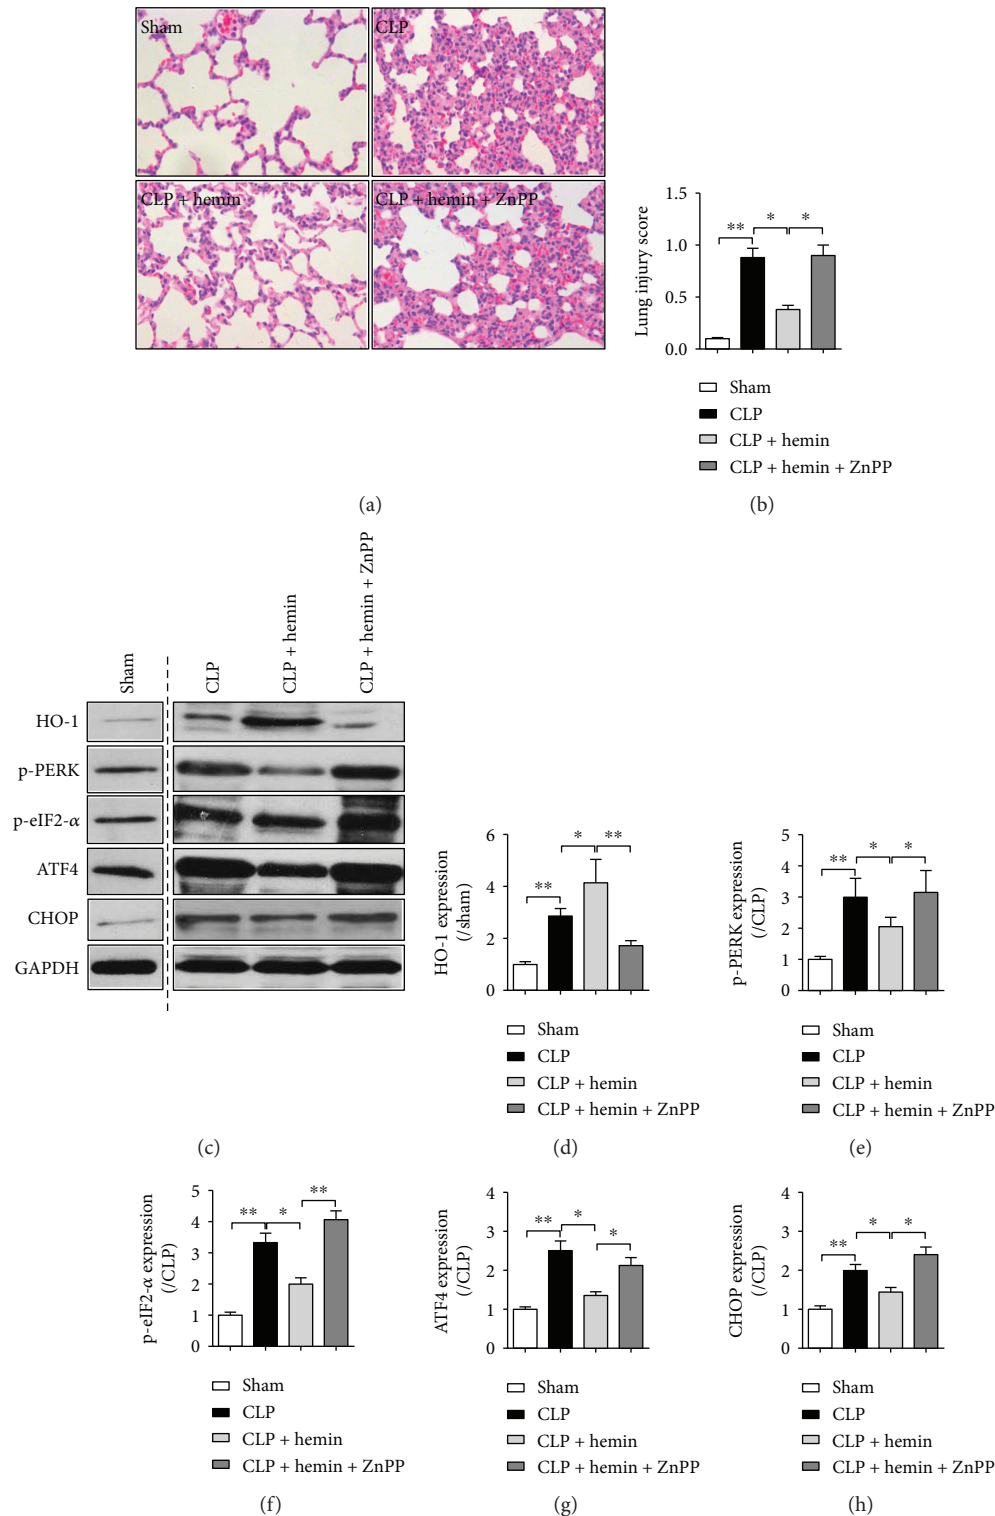 Sham
CLP
CLP + hemin
CLP + hemin + ZnPP
(a)
Lung injury score
1.5
1.0
0.5
0.0
**
*
*
Sham
CLP
CLP + hemin
CLP + hemin + ZnPP
(b)
Sham
CLP
CLP + hemin
CLP + hemin + ZnPP
HO-1
p-PERK
p-eIF2-α
ATF4
CHOP
GAPDH
(c)
HO-1 expression
(/sham)
6
4
2
0
**
*
**
Sham
CLP
CLP + hemin
CLP + hemin + ZnPP
(d)
p-PERK expression
(/CLP)
5
4
3
2
1
0
**
*
*
Sham
CLP
CLP + hemin
CLP + hemin + ZnPP
(e)
p-eIF2-α expression
(/CLP)
5
4
3
2
1
0
**
*
**
Sham
CLP
CLP + hemin
CLP + hemin + ZnPP
(f)
ATF4 expression
(/CLP)
4
3
2
1
0
**
*
*
Sham
CLP
CLP + hemin
CLP + hemin + ZnPP
(g)
CHOP expression
(/CLP)
4
3
2
1
0
**
*
*
Sham
CLP
CLP + hemin
CLP + hemin + ZnPP
(h)